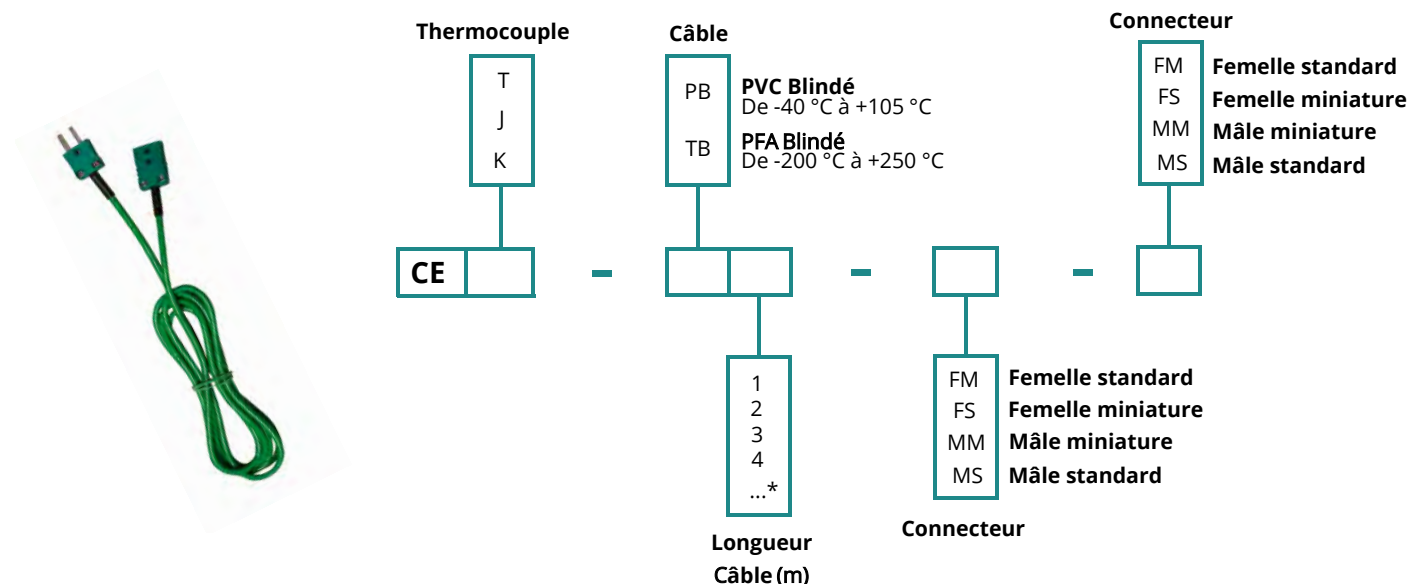 Connecteur
Thermocouple
Câble
T
J
K
PB
PVC Blindé
De -40 °C à +105 °C
TB
PFA Blindé
De -200 °C à +250 °C
FM Femelle standard
FS Femelle miniature
MM Mâle miniature
MS Mâle standard
CE - - -
1
2
3
4
...*
Longueur
Câble (m)
FM Femelle standard
FS Femelle miniature
MM Mâle miniature
MS Mâle standard
Connecteur